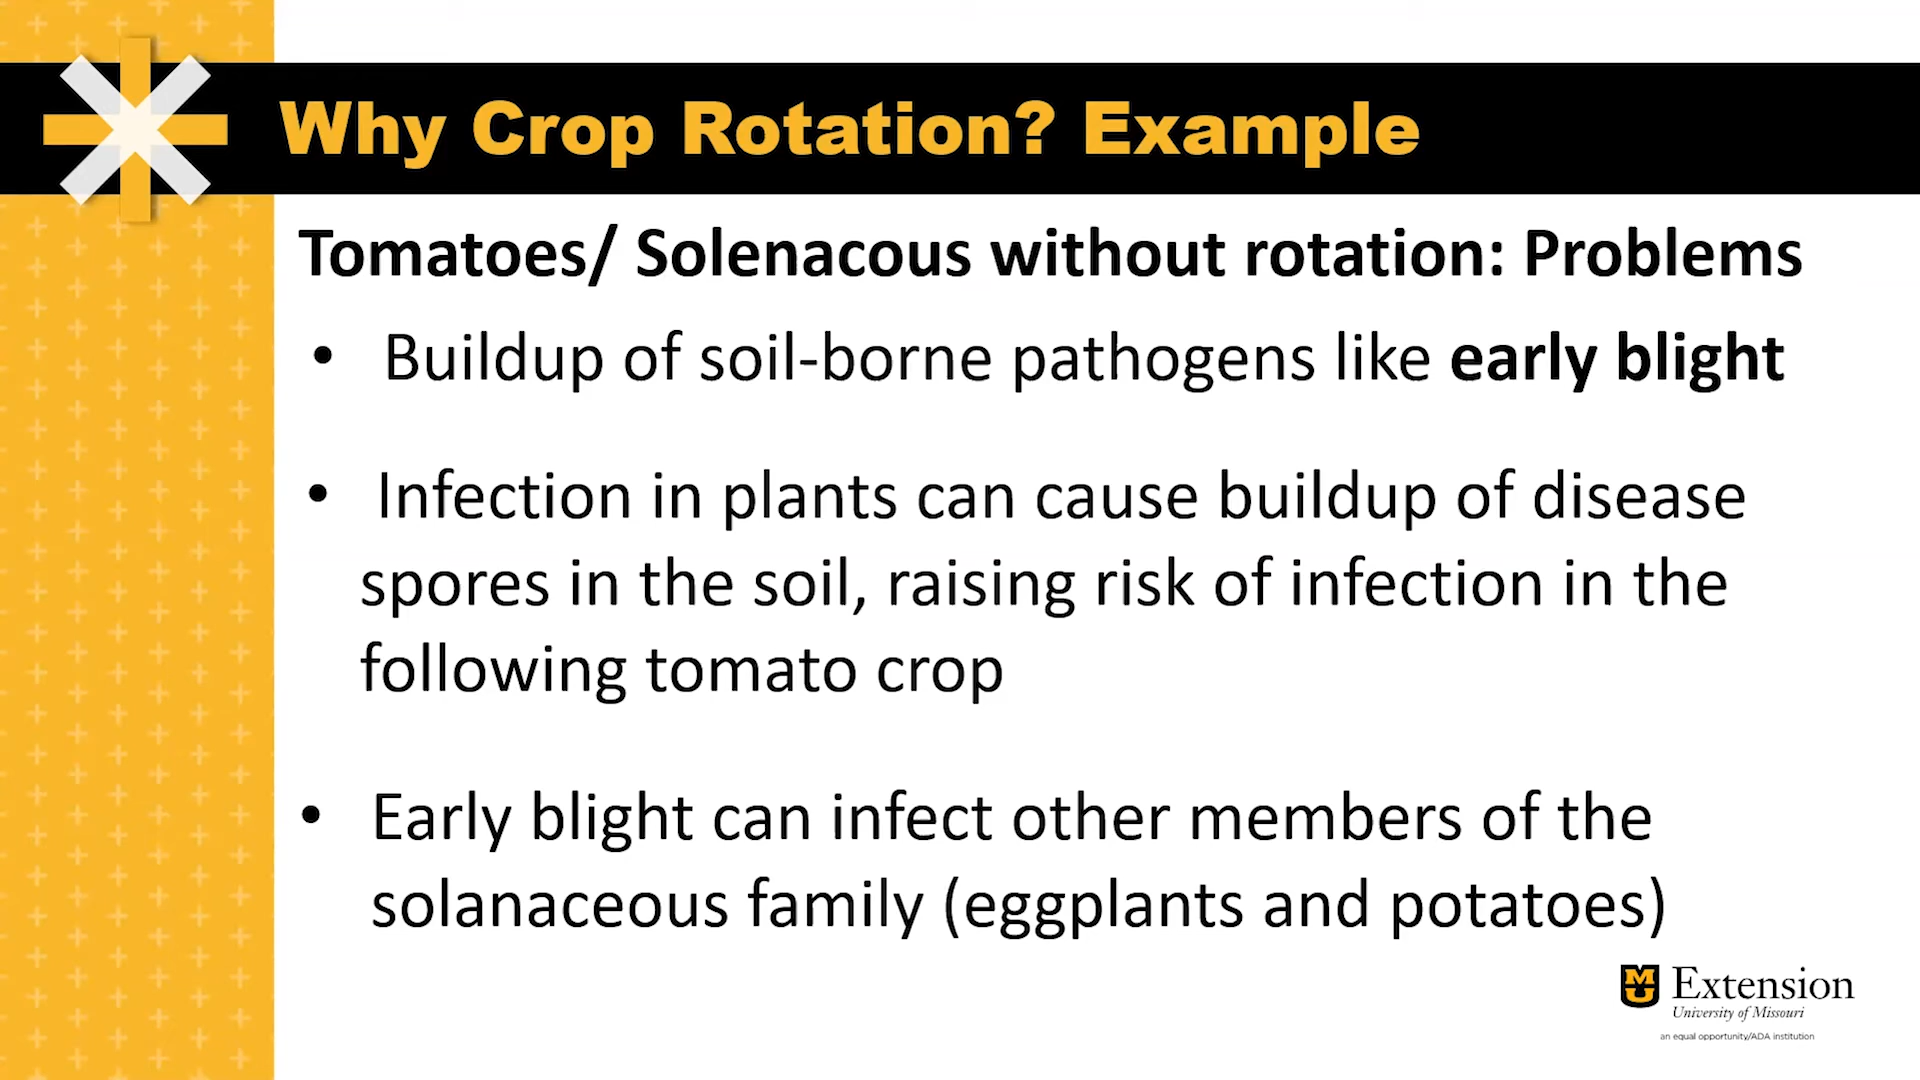 Why Crop Rotation? Example
Tomatoes/ Solenacous without rotation: Problems
• Buildup of soil-borne pathogens like early blight
• Infection in plants can cause buildup of disease
spores in the soil, raising risk of infection in the
following tomato crop
• Early blight can infect other members of the
solanaceous family (eggplants and potatoes)
MU Extension
University of Missouri
an equal opportunity/ADA institution